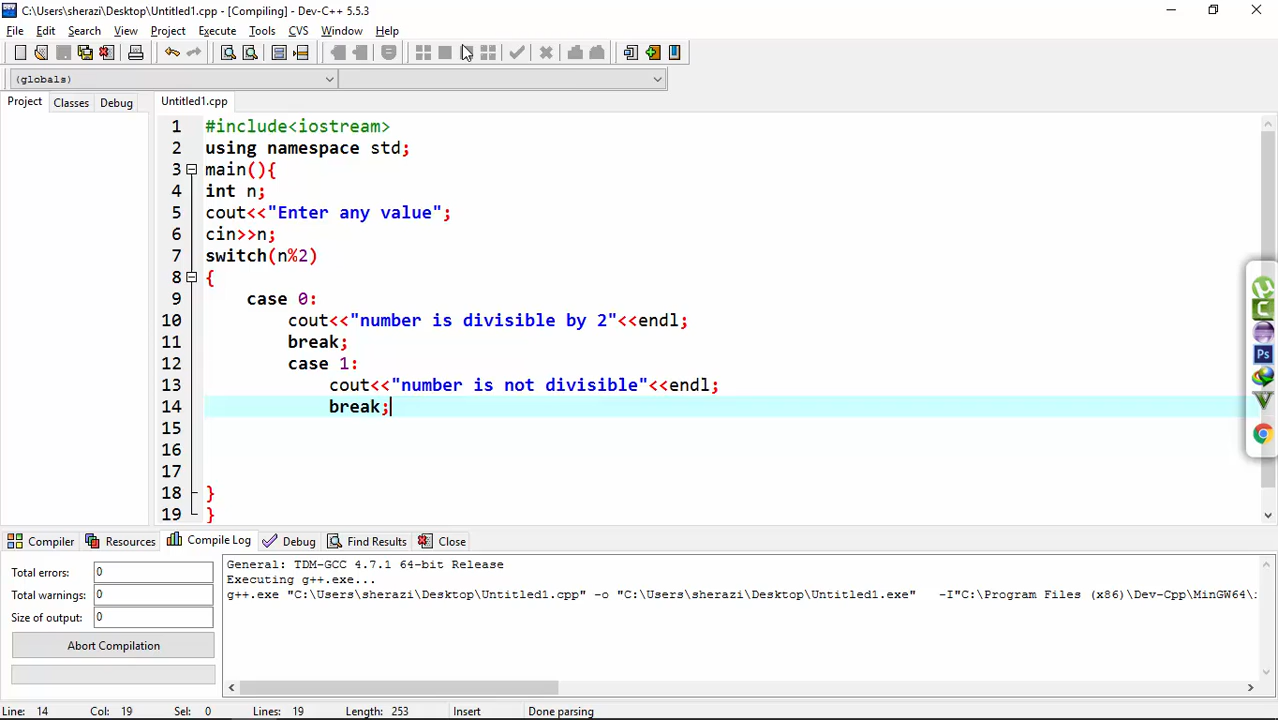 C:\Users\sherazi\Desktop\Untitled1.cpp - [Compiling] - Dev-C++ 5.5.3
File Edit Search View Project Execute Tools CVS Window Help
(globals)
Project Classes Debug Untitled1.cpp
1 #include<iostream>
2 using namespace std;
3 main(){
4 int n;
5 cout<<"Enter any value";
6 cin>>n;
7 switch(n%2)
8 {
9 case 0:
10 cout<<"number is divisible by 2"<<endl;
11 break;
12 case 1:
13 cout<<"number is not divisible"<<endl;
14 break;
15
16
17
18 }
19 }
Compiler Resources Compile Log Debug Find Results Close
Total errors: 0
Total warnings: 0
Size of output: 0
Abort Compilation
General: TDM-GCC 4.7.1 64-bit Release
Executing g++.exe...
g++.exe "C:\Users\sherazi\Desktop\Untitled1.cpp" -o "C:\Users\sherazi\Desktop\Untitled1.exe" -I"C:\Program Files (x86)\Dev-Cpp\MinGW64\
Line: 14 Col: 19 Sel: 0 Lines: 19 Length: 253 Insert Done parsing
Ps